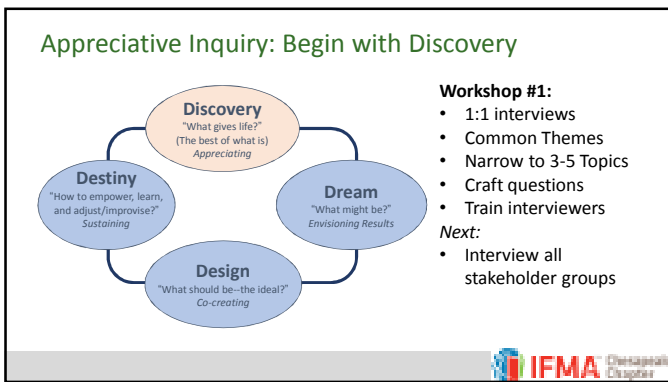 Appreciative Inquiry: Begin with Discovery
Discovery
"What gives life?"
(The best of what is)
Appreciating
Destiny
"How to empower, learn,
and adjust/improvise?"
Sustaining
Dream
"What might be?"
Envisioning Results
Design
"What should be--the ideal?"
Co-creating
Workshop #1:
• 1:1 interviews
• Common Themes
• Narrow to 3-5 Topics
• Craft questions
• Train interviewers
Next:
• Interview all
stakeholder groups
IFMA
Chesapeake
Chapter